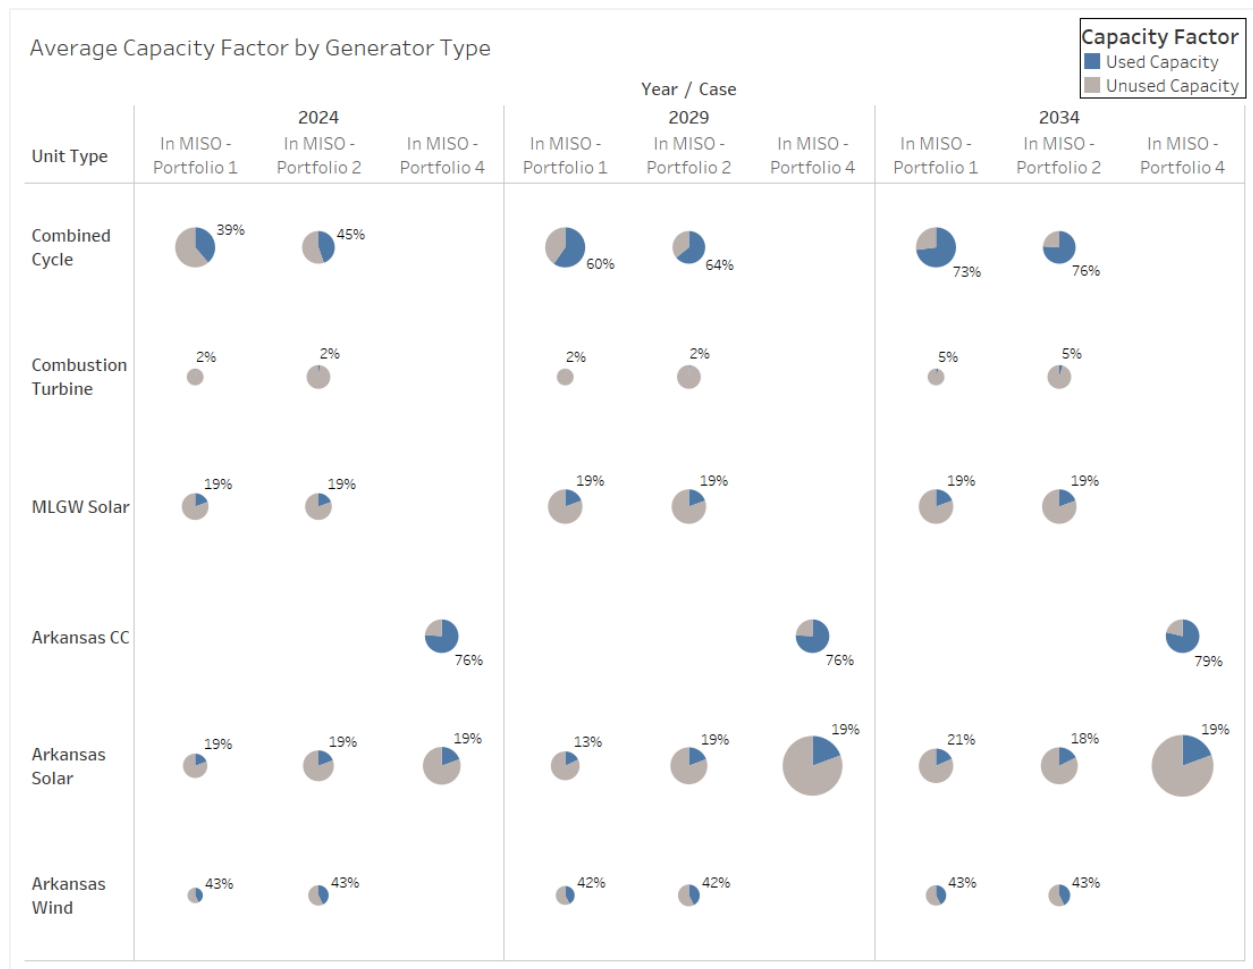 Average Capacity Factor by Generator Type
Capacity Factor
Used Capacity
Unused Capacity
Year / Case
2024 2029 2034
Unit Type
In MISO - In MISO - In MISO - In MISO - In MISO - In MISO - In MISO - In MISO - In MISO -
Portfolio 1 Portfolio 2 Portfolio 4 Portfolio 1 Portfolio 2 Portfolio 4 Portfolio 1 Portfolio 2 Portfolio 4
Combined
Cycle
39% 45% 60% 64% 73% 76%
Combustion
Turbine
2% 2% 2% 2% 5% 5%
MLGW Solar 19% 19% 19% 19% 19% 19%
Arkansas CC 76% 76% 79%
Arkansas
Solar
19% 19% 19% 13% 19% 19% 21% 18% 19%
Arkansas
Wind
43% 43% 42% 42% 43% 43%